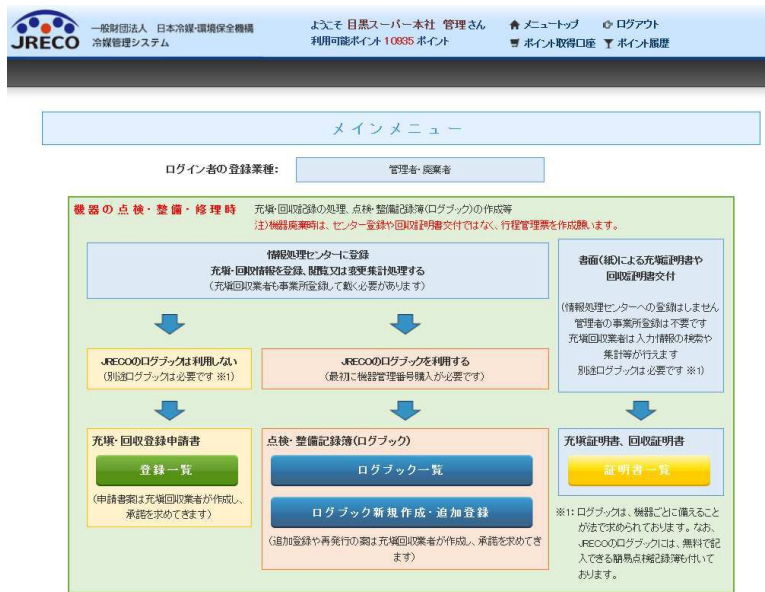 JRECO
一般財団法人 日本冷媒・環境保全機構
冷媒管理システム
ようこそ 目黒スーパー本社 管理さん
利用可能ポイント 10935 ポイント
メニュートップ ログアウト
ポイント取得口座 ポイント履歴
メインメニュー
ログイン者の登録業種:
管理者・廃棄者
機器の点検・整備・修理時 充填・回収記録の処理、点検・整備記録簿(ログブック)の作成等
注)機器廃棄時は、センター登録や回収証明書交付ではなく、行程管理票を作成願います。
情報処理センターに登録
充填・回収情報を登録、閲覧又は変更集計処理する
(充填回収業者も事業所登録して戴く必要があります)
書面(紙)による充填証明書や
回収証明書交付
(情報処理センターへの登録はしません
管理者の事業所登録は不要です
充填回収業者は入力情報の検索や
集計等が行えます
別途ログブックは必要です ※1)
JRECOのログブックは利用しない
(別途ログブックは必要です ※1)
JRECOのログブックを利用する
(最初に機器管理番号購入が必要です)
充填・回収登録申請書
登録一覧
(申請書案は充填回収業者が作成し、
承諾を求めてきます)
点検・整備記録簿(ログブック)
ログブック一覧
ログブック新規作成・追加登録
(追加登録や再発行の案は充填回収業者が作成し、承諾を求めてき
ます)
充填証明書、回収証明書
証明書一覧
※1:ログブックは、機器ごとに備えること
が法で求められております。なお、
JRECOのログブックには、無料で記
入できる簡易点検記録簿も付いて
おります。